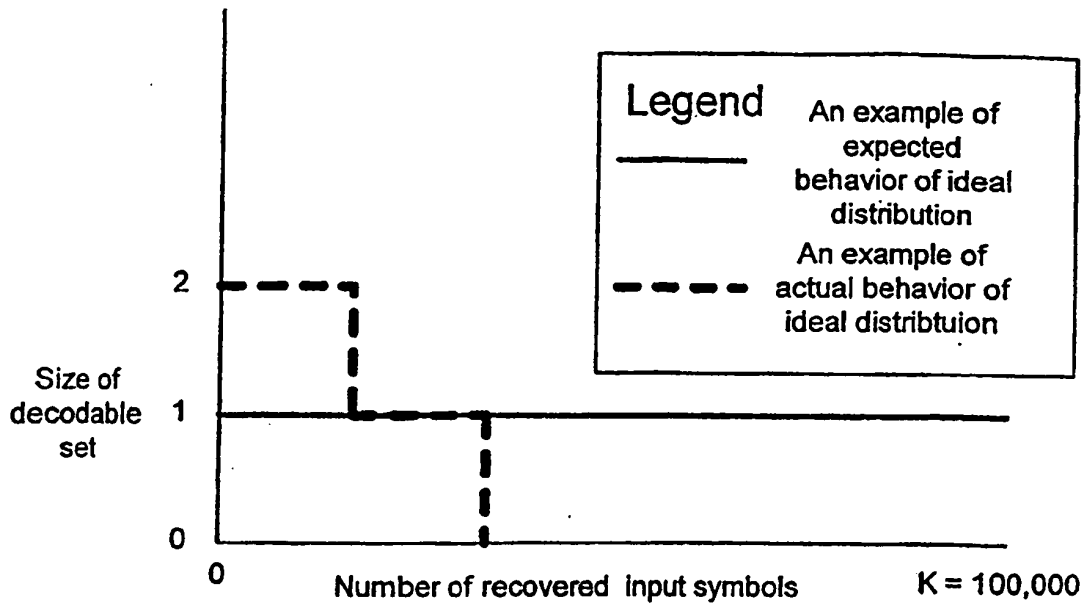 Legend
An example of
expected
behavior of ideal
distribution
An example of
actual behavior of
ideal distribtuion
2
Size of
decodable
set
1
0
0
Number of recovered input symbols
K = 100,000